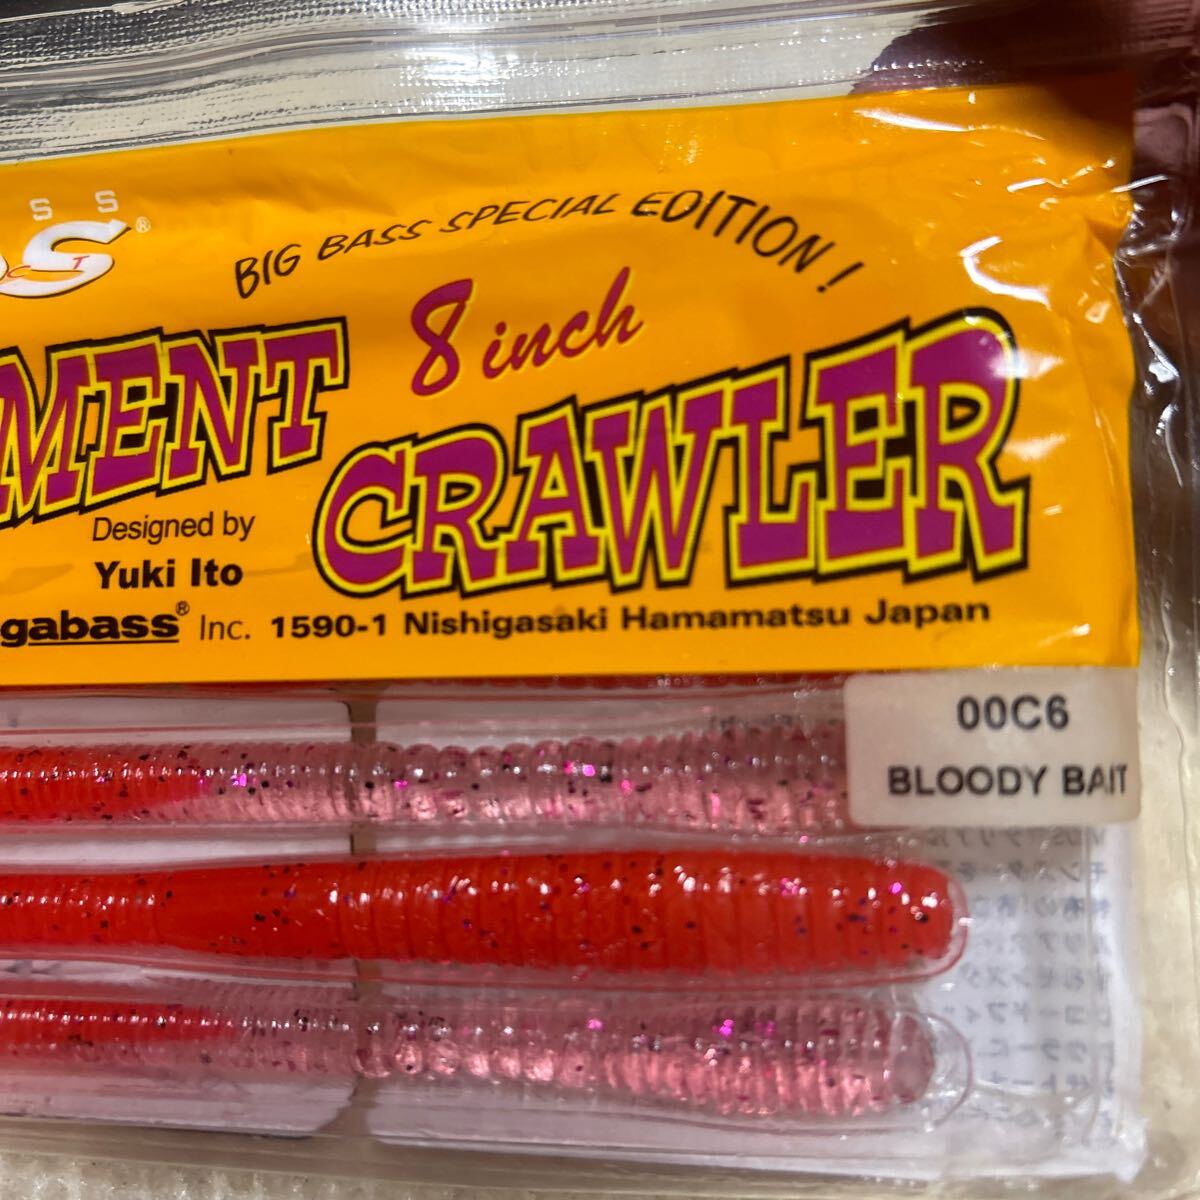 BIG BASS SPECIAL EDITION!
8 inch
MENT
CRAWLER
Designed by
Yuki Ito
gabass® Inc. 1590-1 Nishigasaki Hamamatsu Japan
00C6
BLOODY BAIT